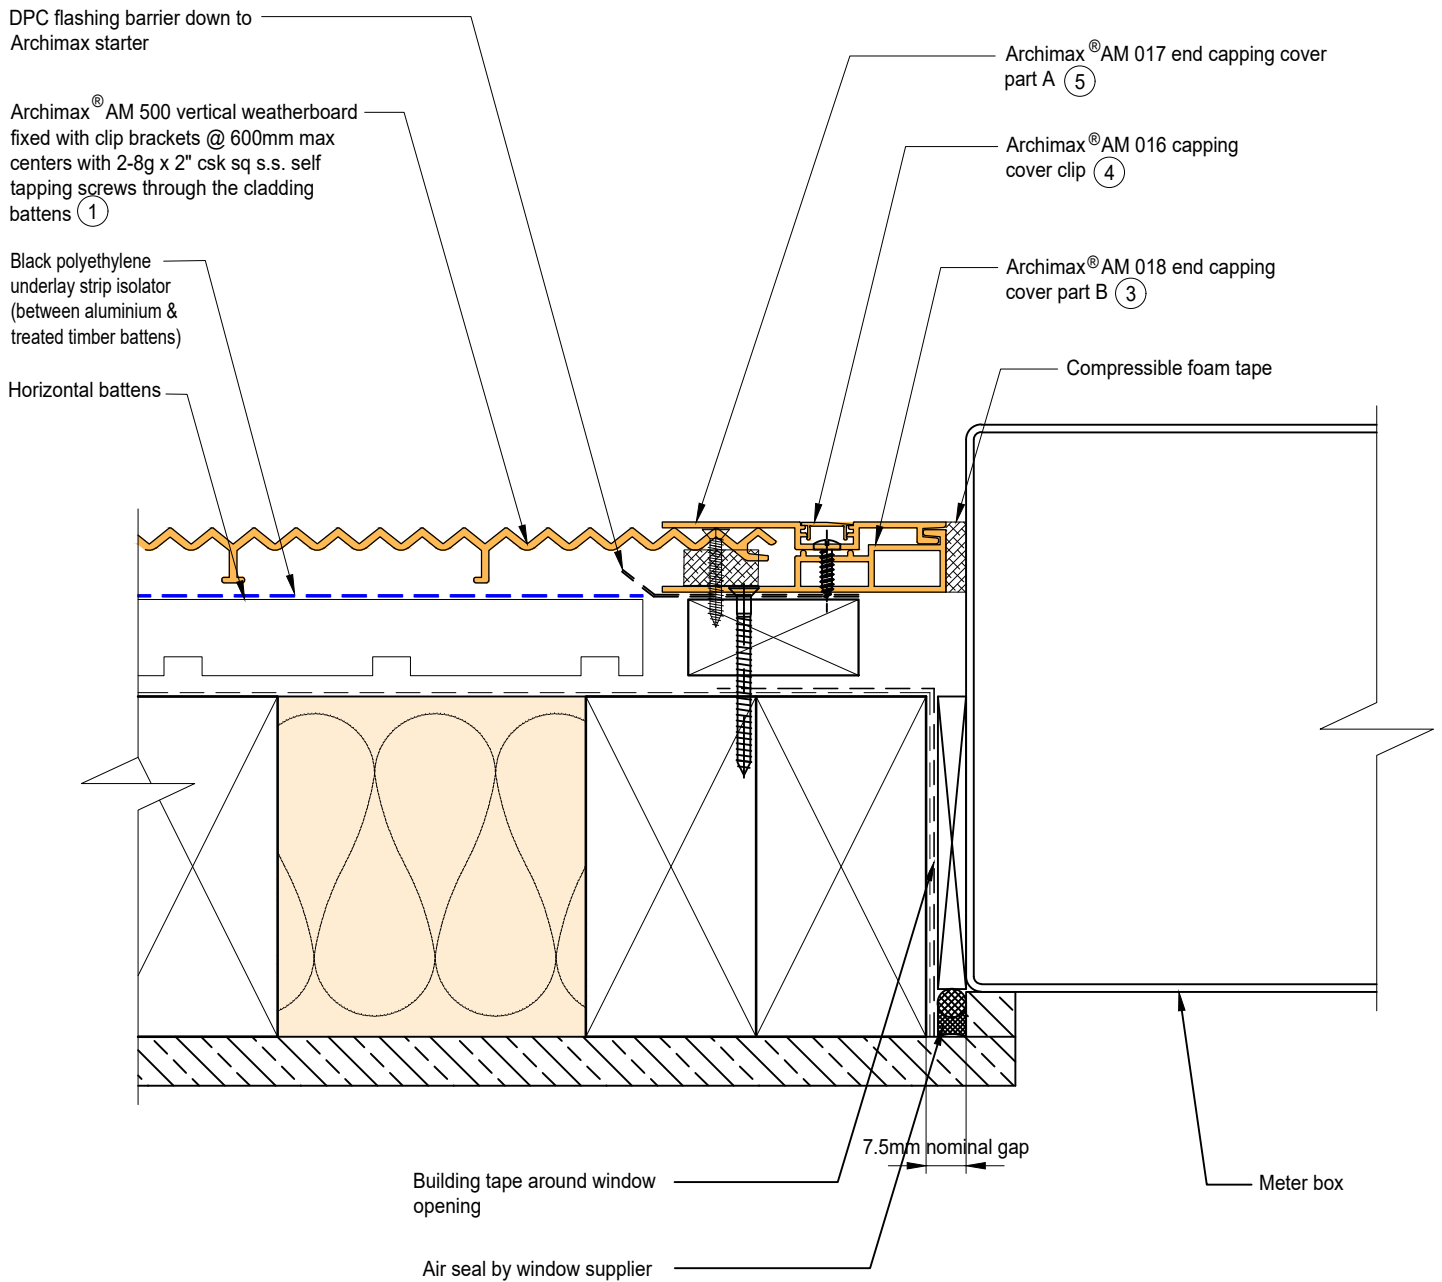 DPC flashing barrier down to
Archimax starter
Archimax® AM 500 vertical weatherboard
fixed with clip brackets @ 600mm max
centers with 2-8g x 2" csk sq s.s. self
tapping screws through the cladding
battens 1
Black polyethylene
underlay strip isolator
(between aluminium &
treated timber battens)
Horizontal battens
Archimax® AM 017 end capping cover
part A 5
Archimax® AM 016 capping
cover clip 4
Archimax® AM 018 end capping
cover part B 3
Compressible foam tape
7.5mm nominal gap
Building tape around window
opening
Meter box
Air seal by window supplier